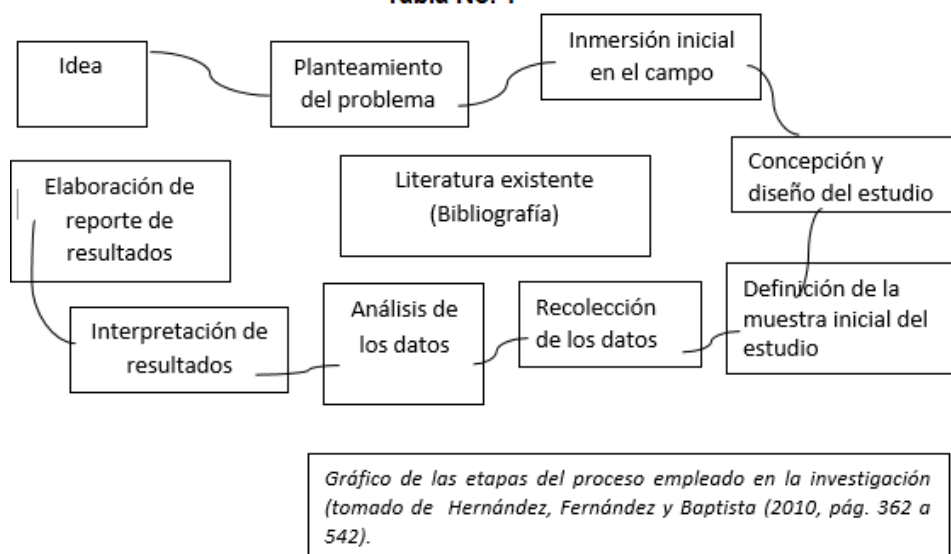 Tabla No. 1
Idea
Planteamiento
del problema
Inmersión inicial
en el campo
Concepción y
diseño del estudio
Definición de la
muestra inicial del
estudio
Recolección
de los datos
Análisis de
los datos
Interpretación de
resultados
Elaboración de
reporte de
resultados
Literatura existente
(Bibliografía)
Gráfico de las etapas del proceso empleado en la investigación
(tomado de Hernández, Fernández y Baptista (2010, pág. 362 a
542).